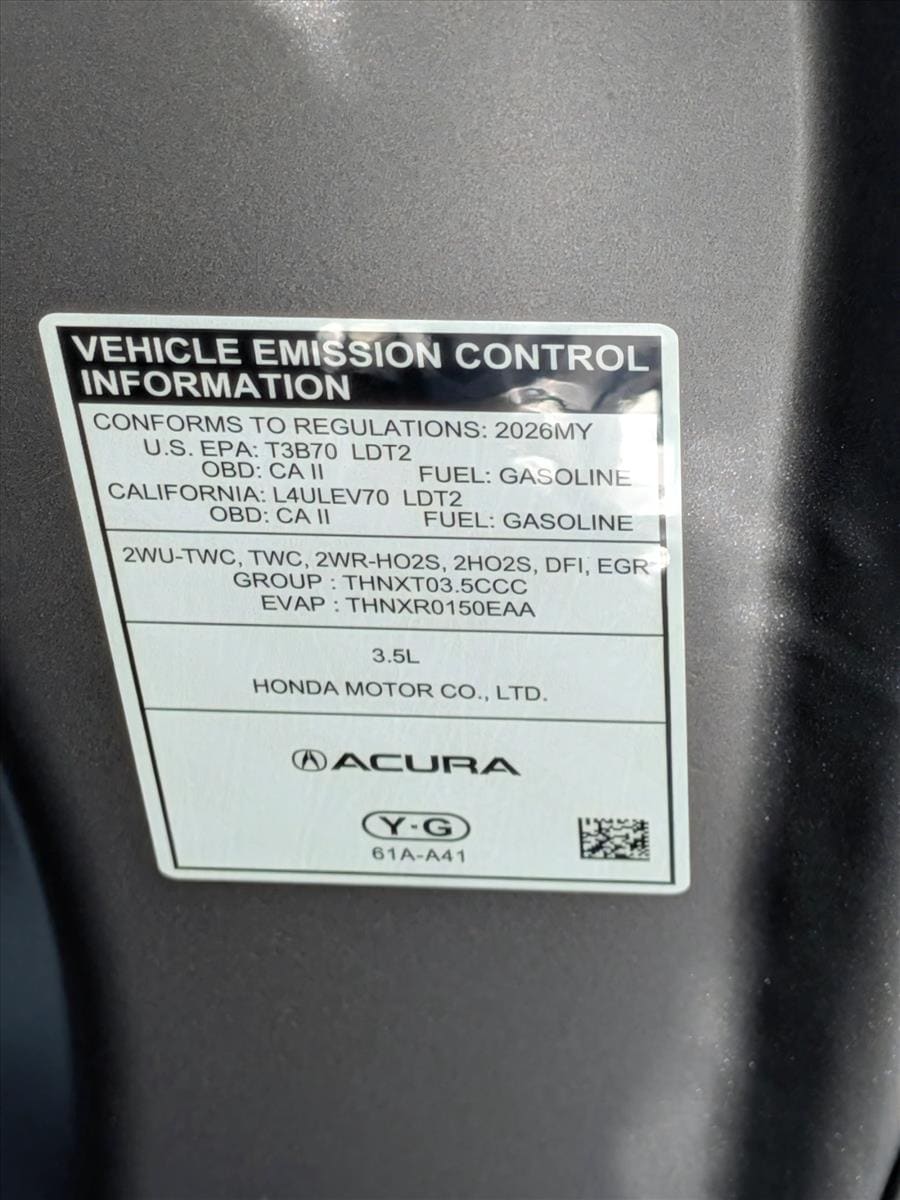 VEHICLE EMISSION CONTROL
INFORMATION
CONFORMS TO REGULATIONS: 2026MY
U.S. EPA: T3B70 LDT2
OBD: CA II FUEL: GASOLINE
CALIFORNIA: L4ULEV70 LDT2
OBD: CA II FUEL: GASOLINE
2WU-TWC, TWC, 2WR-HO2S, 2HO2S, DFI, EGR
GROUP : THNXT03.5CCC
EVAP : THNXR0150EAA
3.5L
HONDA MOTOR CO., LTD.
ACURA
Y-G
61A-A41